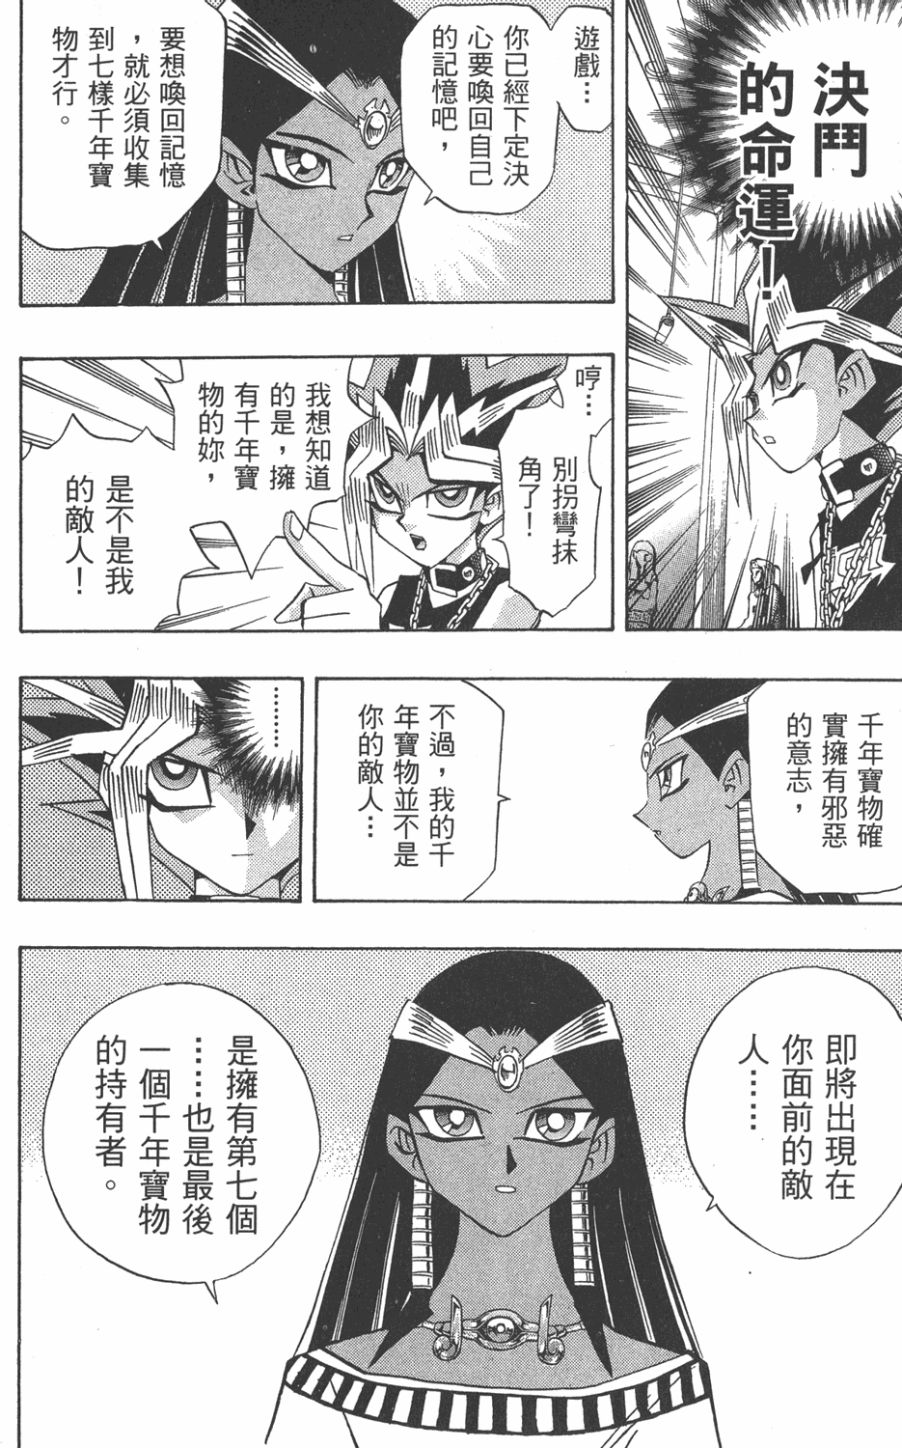 決鬥
的命運！
遊戲…
你已經下定決
心要喚回自己
的記憶吧，
要想喚回記憶
，就必須收集
到七樣千年寶
物才行。
哼…
別拐彎抹
角了！
我想知道
的是，擁
有千年寶
物的妳，
是不是我
的敵人！
千年寶物確
實擁有邪惡
的意志，
不過，我的千
年寶物並不是
你的敵人…
………
即將出現在
你面前的敵
人……
是擁有第七個
……也是最後
一個千年寶物
的持有者。